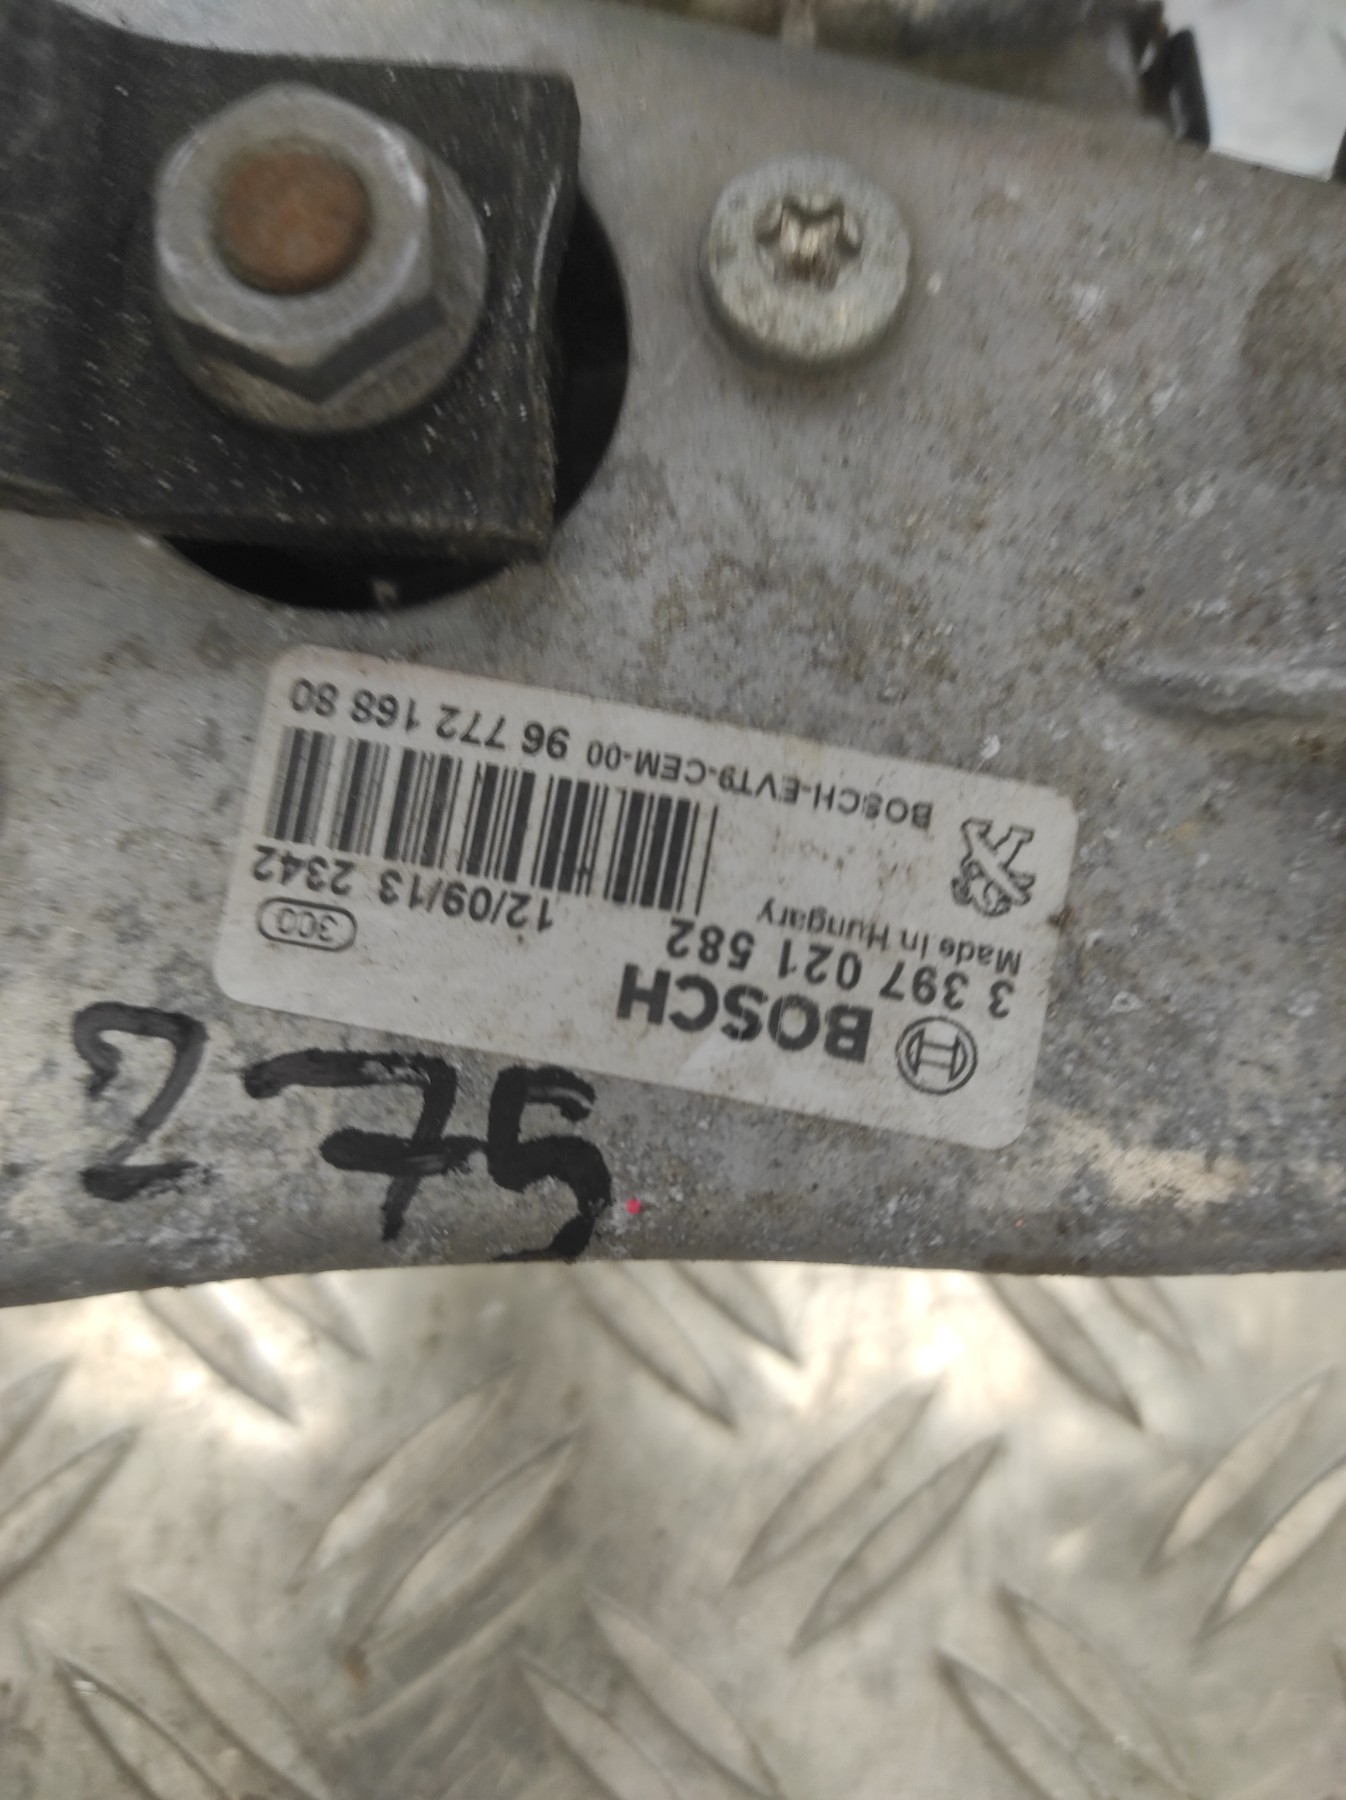 BOSCH
3 397 021 582
Made in Hungary
300
12/09/13 2342
BOSCH-EVT9-CEM-00 96 772 168 80
275